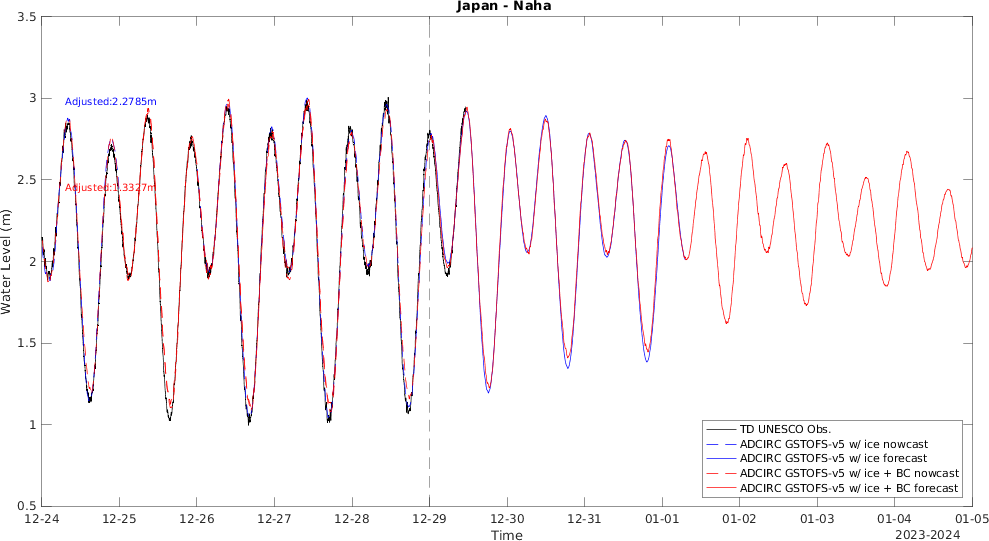 Japan - Naha
3.5
3
2.5
2
1.5
1
0.5
Water Level (m)
Adjusted:2.2785m
Adjusted:1.3327m
TD UNESCO Obs.
ADCIRC GSTOFS-v5 w/ ice nowcast
ADCIRC GSTOFS-v5 w/ ice forecast
ADCIRC GSTOFS-v5 w/ ice + BC nowcast
ADCIRC GSTOFS-v5 w/ ice + BC forecast
12-24 12-25 12-26 12-27 12-28 12-29 12-30 12-31 01-01 01-02 01-03 01-04 01-05
Time
2023-2024